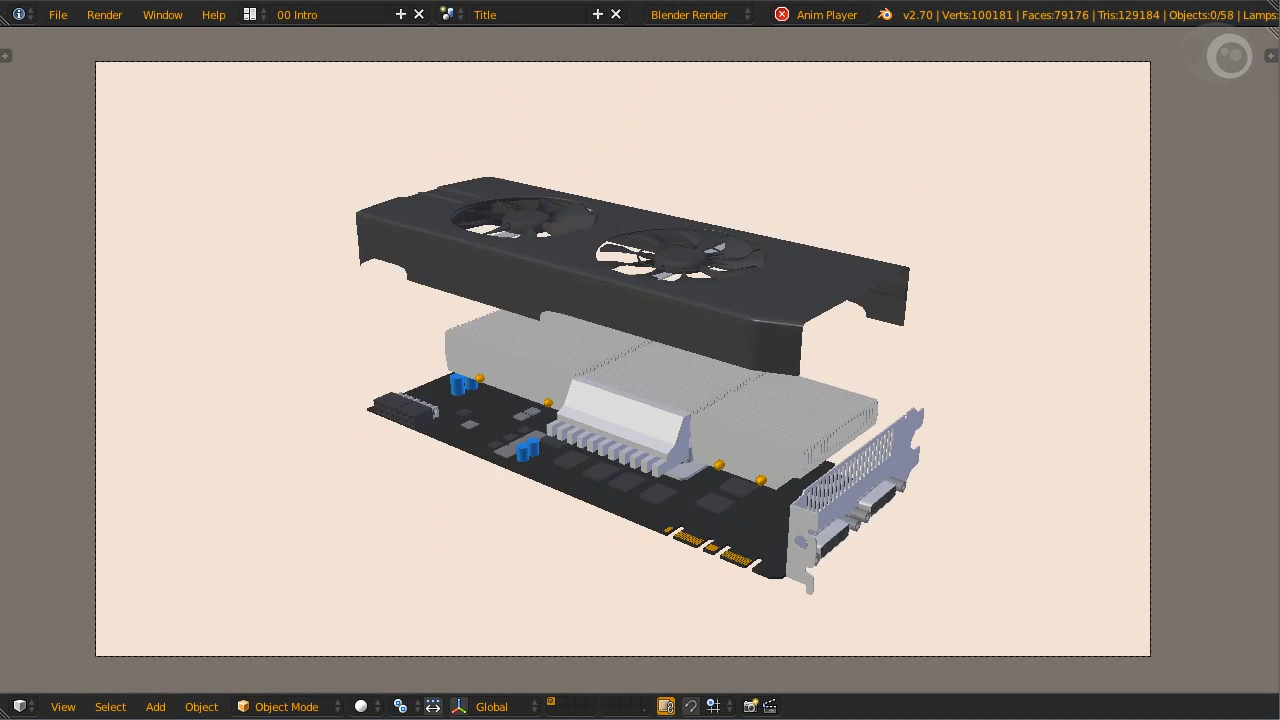 File Render Window Help 00 Intro Title Blender Render Anim Player v2.70 | Verts:100181 | Faces:79176 | Tris:129184 | Objects:0/58 | Lamps:
View Select Add Object Object Mode Global